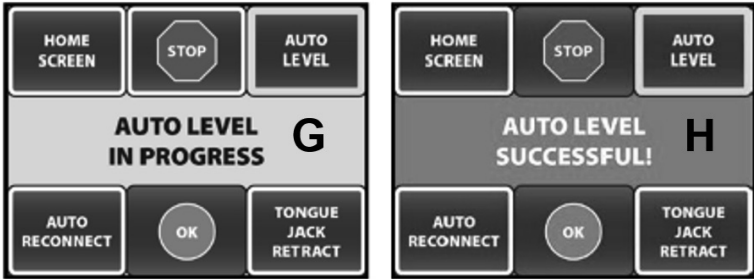 HOME
SCREEN
STOP
AUTO
LEVEL
AUTO LEVEL
IN PROGRESS
G
AUTO
RECONNECT
OK
TONGUE
JACK
RETRACT
HOME
SCREEN
STOP
AUTO
LEVEL
AUTO LEVEL
SUCCESSFUL!
H
AUTO
RECONNECT
OK
TONGUE
JACK
RETRACT